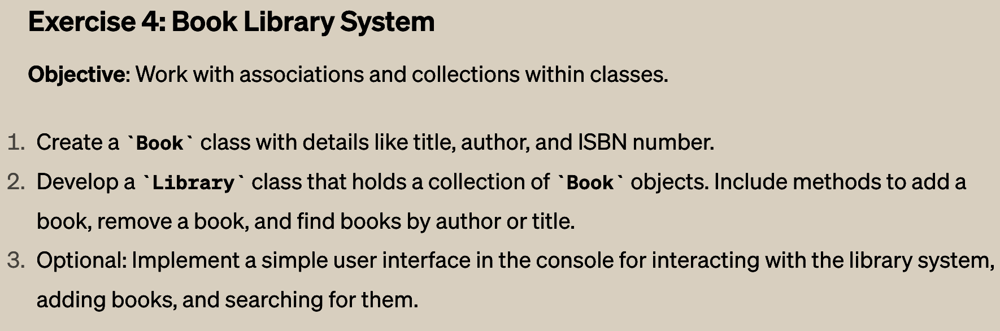 Exercise 4: Book Library System
Objective: Work with associations and collections within classes.
1. Create a `Book` class with details like title, author, and ISBN number.
2. Develop a `Library` class that holds a collection of `Book` objects. Include methods to add a
book, remove a book, and find books by author or title.
3. Optional: Implement a simple user interface in the console for interacting with the library system,
adding books, and searching for them.